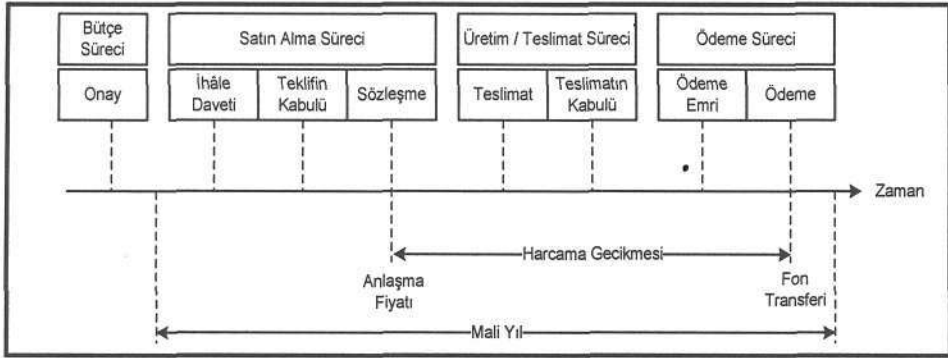 Bütçe
Süreci
Satın Alma Süreci
Üretim / Teslimat Süreci
Ödeme Süreci
Onay
İhâle
Daveti
Teklifin
Kabulü
Sözleşme
Teslimat
Teslimatın
Kabulü
Ödeme
Emri
Ödeme
Zaman
Harcama Gecikmesi
Anlaşma
Fiyatı
Fon
Transferi
Mali Yıl